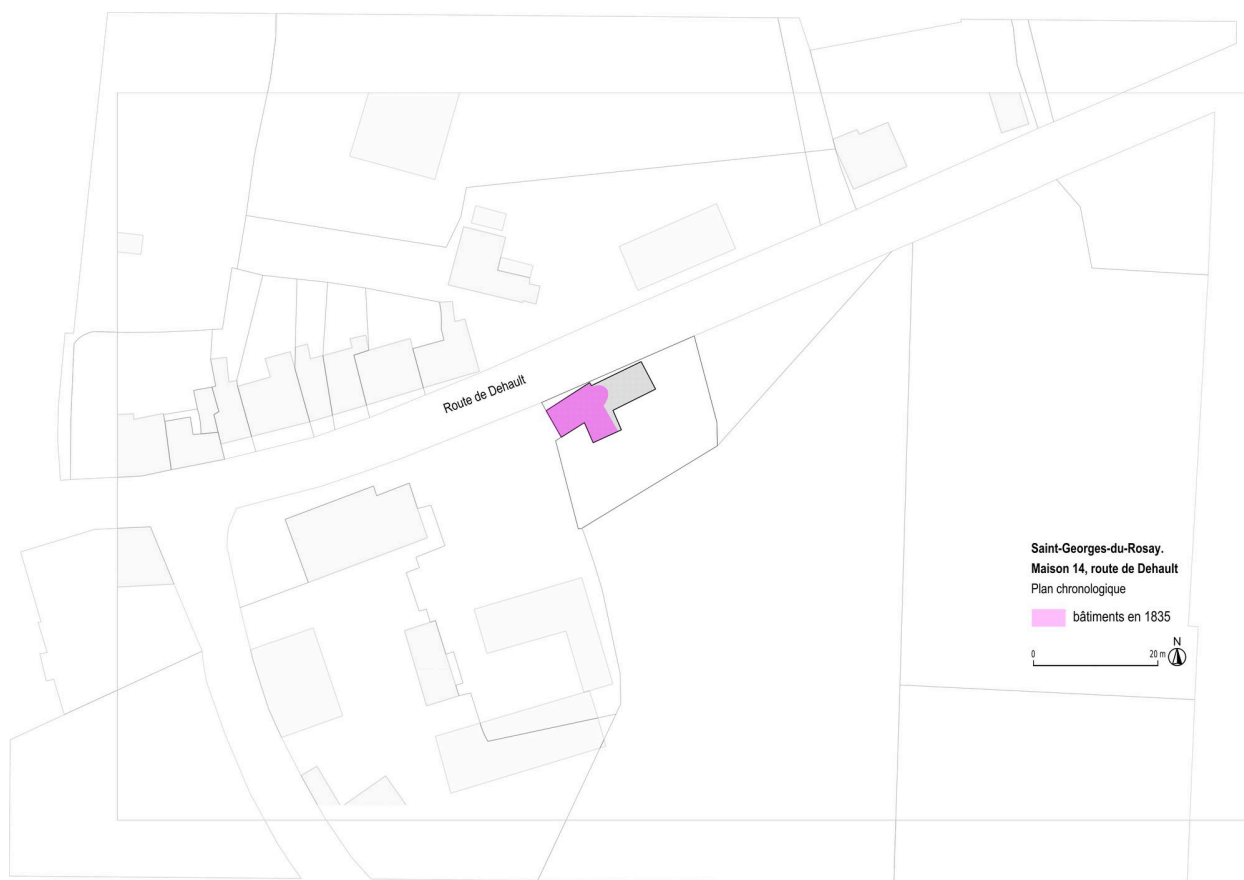 Route de Dehault
Saint-Georges-du-Rosay.
Maison 14, route de Dehault
Plan chronologique
bâtiments en 1835
N
0 20 m